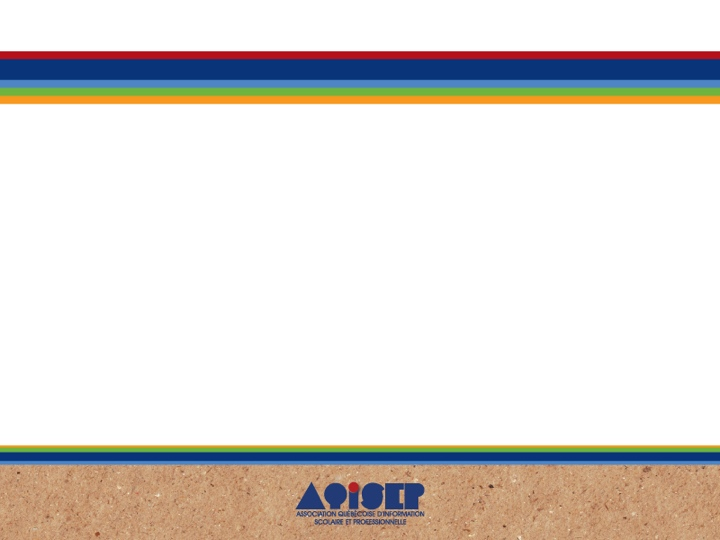 AQiSEP
ASSOCIATION QUÉBÉCOISE D'INFORMATION
SCOLAIRE ET PROFESSIONNELLE